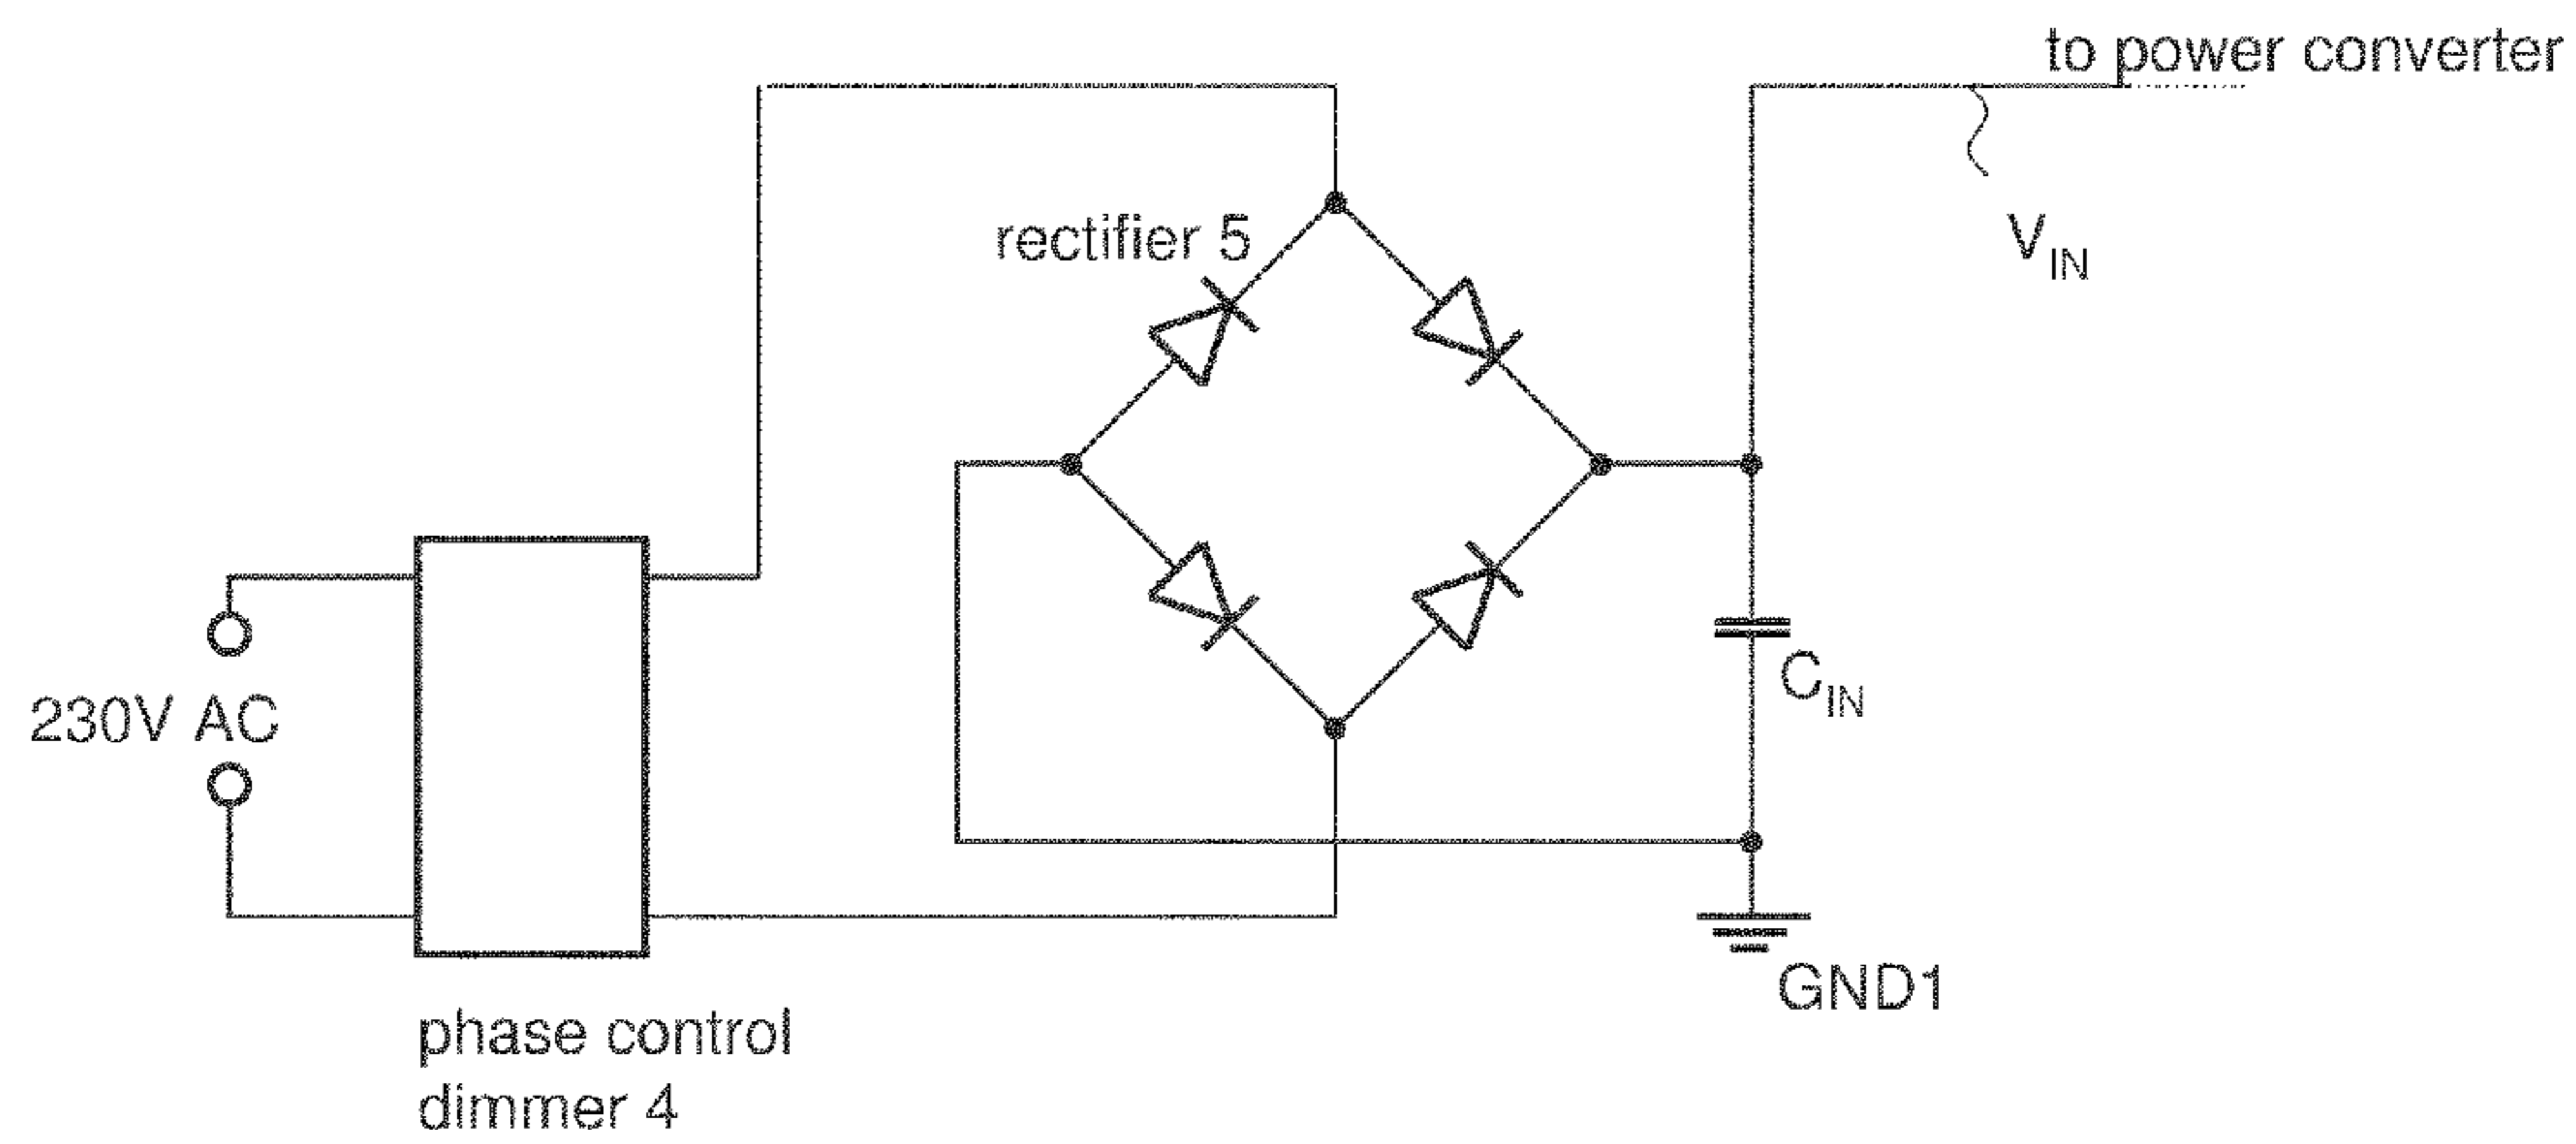 to power converter
rectifier 5
V_IN
230V AC
C_IN
GND1
phase control
dimmer 4